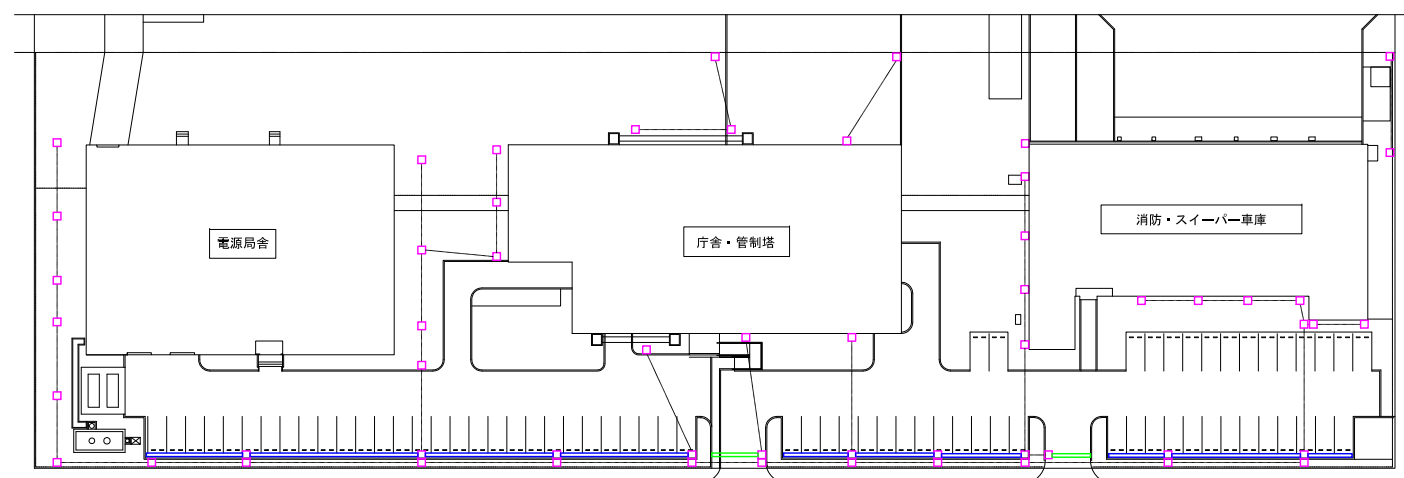 電源局舎
庁舎・管制塔
消防・スイーパー車庫